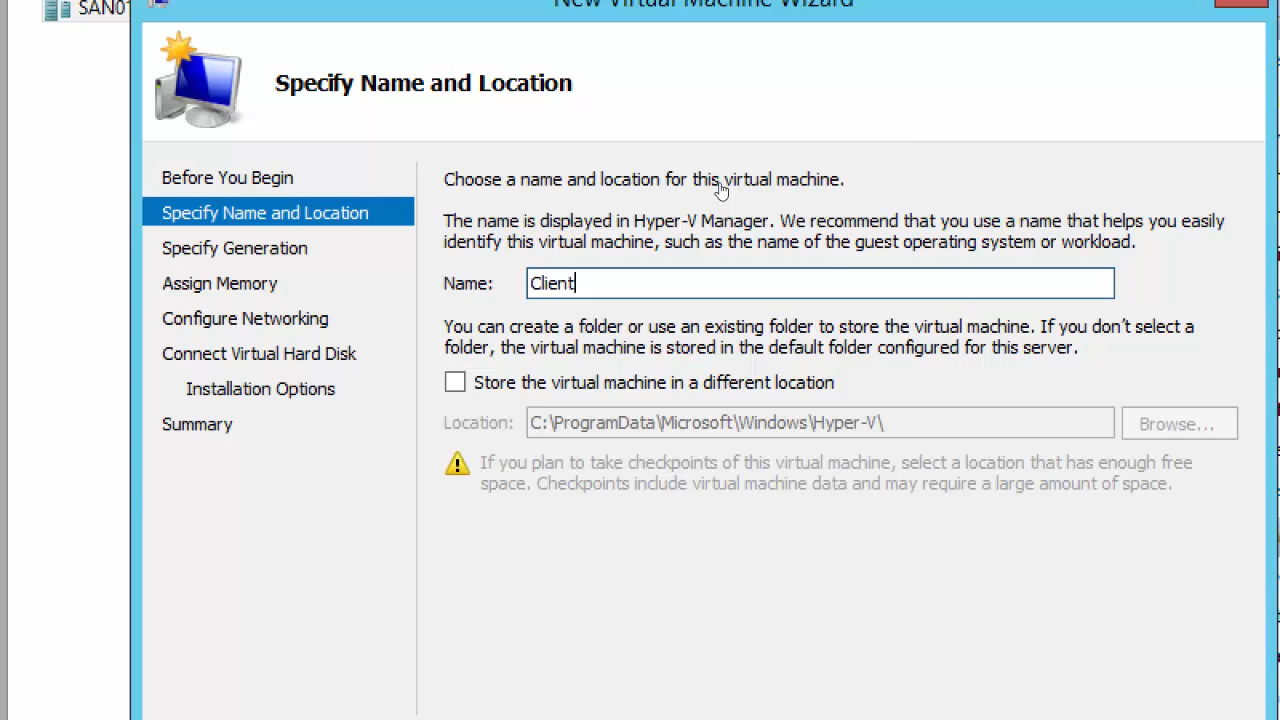 SAN01
New Virtual Machine Wizard
Specify Name and Location
Before You Begin
Specify Name and Location
Specify Generation
Assign Memory
Configure Networking
Connect Virtual Hard Disk
Installation Options
Summary
Choose a name and location for this virtual machine.
The name is displayed in Hyper-V Manager. We recommend that you use a name that helps you easily
identify this virtual machine, such as the name of the guest operating system or workload.
Name: Client
You can create a folder or use an existing folder to store the virtual machine. If you don't select a
folder, the virtual machine is stored in the default folder configured for this server.
Store the virtual machine in a different location
Location: C:\ProgramData\Microsoft\Windows\Hyper-V\ Browse...
If you plan to take checkpoints of this virtual machine, select a location that has enough free
space. Checkpoints include virtual machine data and may require a large amount of space.